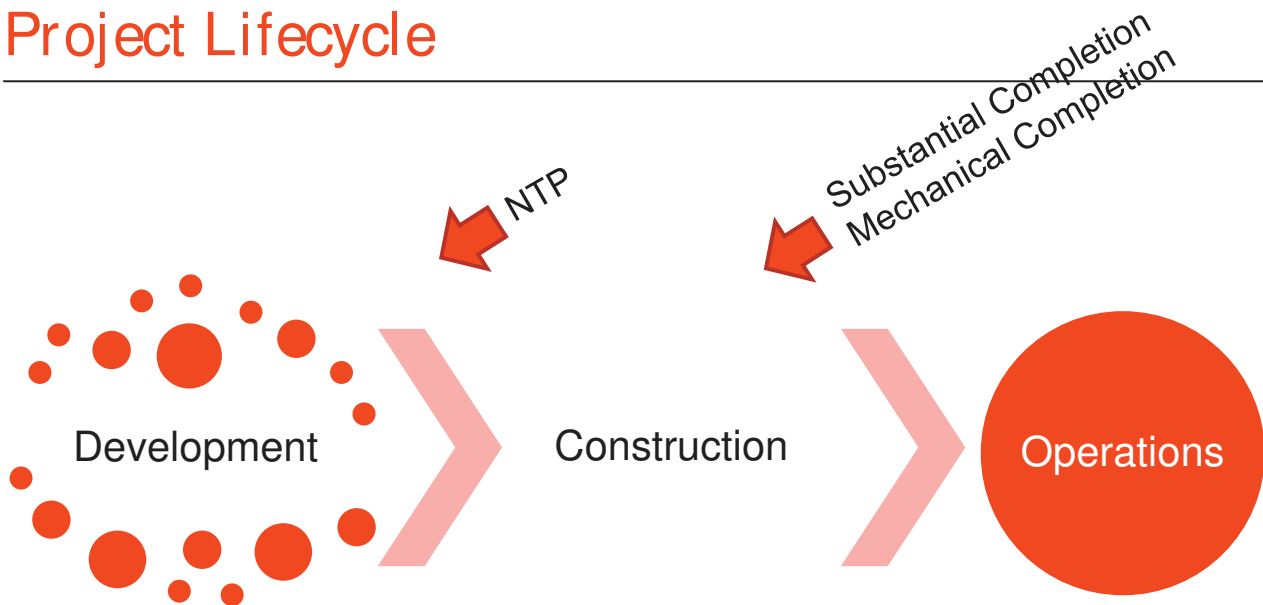 Project Lifecycle
Substantial Completion
Mechanical Completion
NTP
Development
Construction
Operations